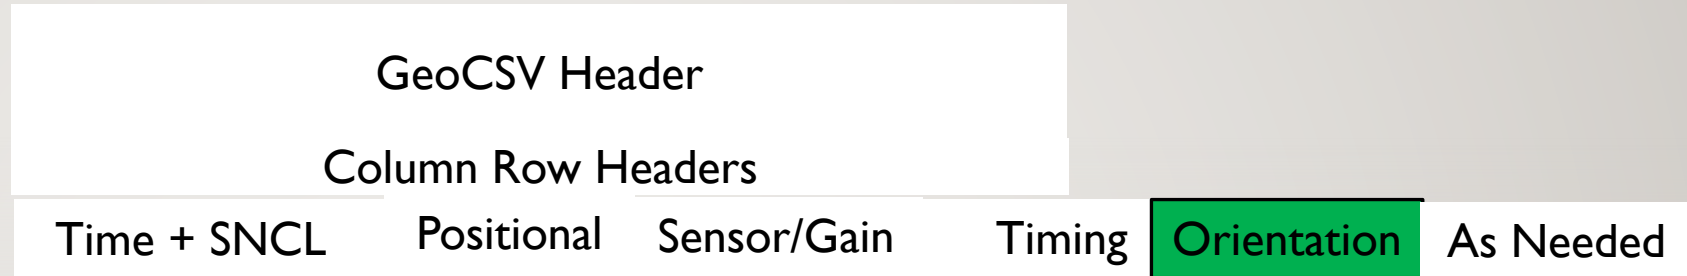 GeoCSV Header
Column Row Headers
Time + SNCL Positional Sensor/Gain Timing Orientation As Needed